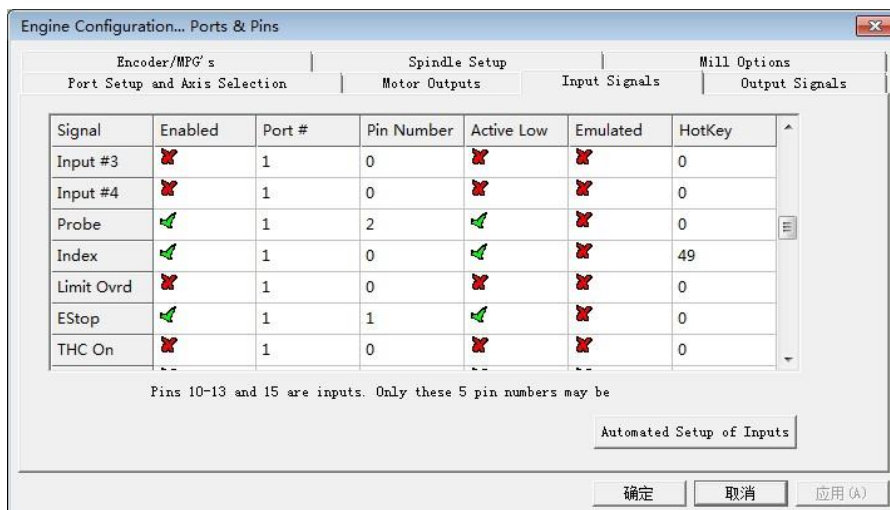 Engine Configuration... Ports & Pins
Encoder/MPG's Spindle Setup Mill Options
Port Setup and Axis Selection Motor Outputs Input Signals Output Signals
Signal Enabled Port # Pin Number Active Low Emulated HotKey
Input #3 1 0 0
Input #4 1 0 0
Probe 1 2 0
Index 1 0 49
Limit Ovrd 1 0 0
EStop 1 1 0
THC On 1 0 0
Pins 10-13 and 15 are inputs. Only these 5 pin numbers may be
Automated Setup of Inputs
确定 取消 应用(A)